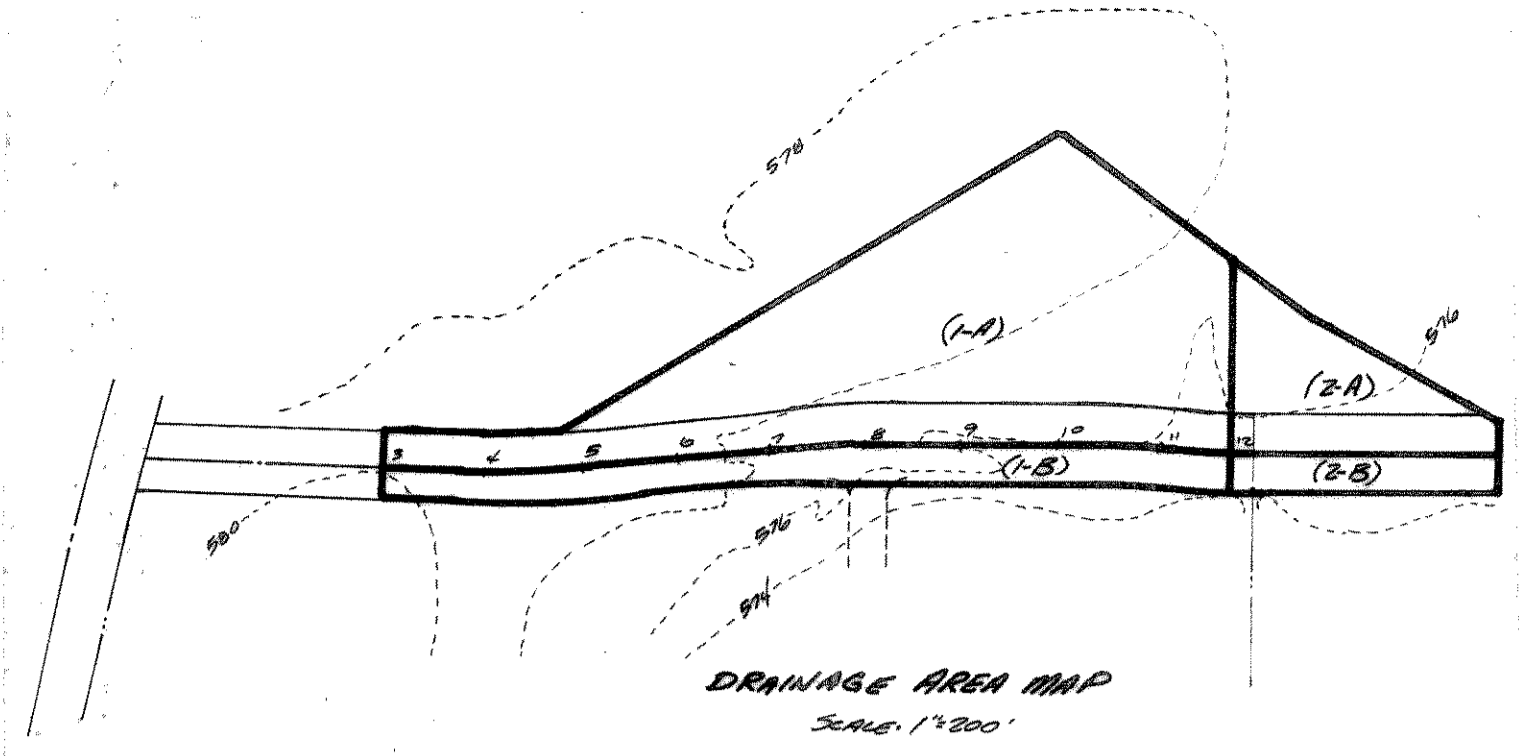 578
(1-A)
576
(2-A)
3 4 5 6 7 8 9 10 11 12
(1-B)
(2-B)
580
576
574
DRAINAGE AREA MAP
SCALE: 1"=200'